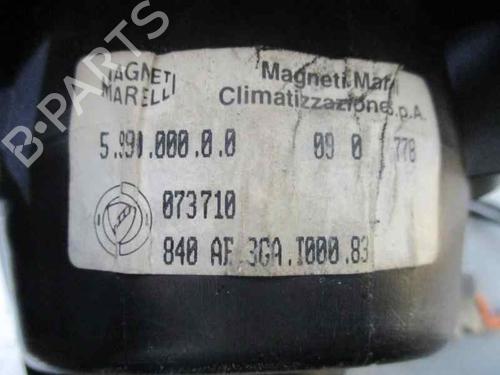 B-PARTS
MAGNETI
MARELLI
Magneti Mar
Climatizzazione S.p.A.
5.990.000.0.0
09 0 778
073710
840 AF 3GA.I000.83